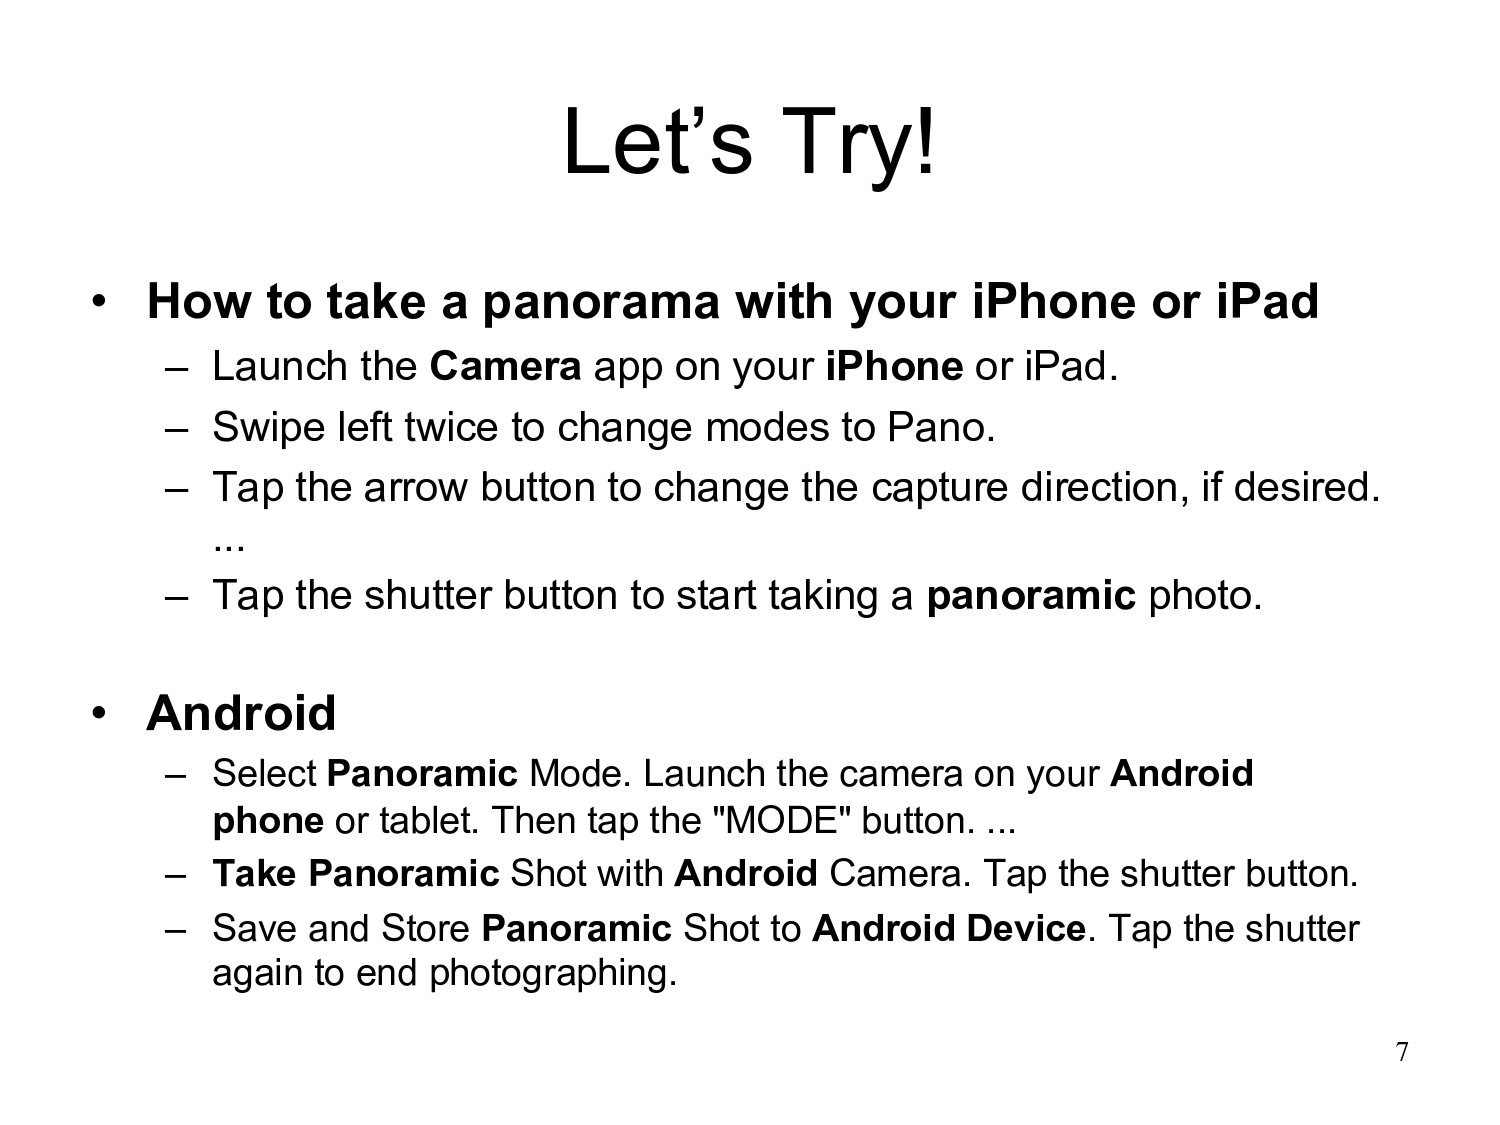 Let’s Try!
• How to take a panorama with your iPhone or iPad
– Launch the Camera app on your iPhone or iPad.
– Swipe left twice to change modes to Pano.
– Tap the arrow button to change the capture direction, if desired.
...
– Tap the shutter button to start taking a panoramic photo.
• Android
– Select Panoramic Mode. Launch the camera on your Android
phone or tablet. Then tap the "MODE" button. ...
– Take Panoramic Shot with Android Camera. Tap the shutter button.
– Save and Store Panoramic Shot to Android Device. Tap the shutter
again to end photographing.
7